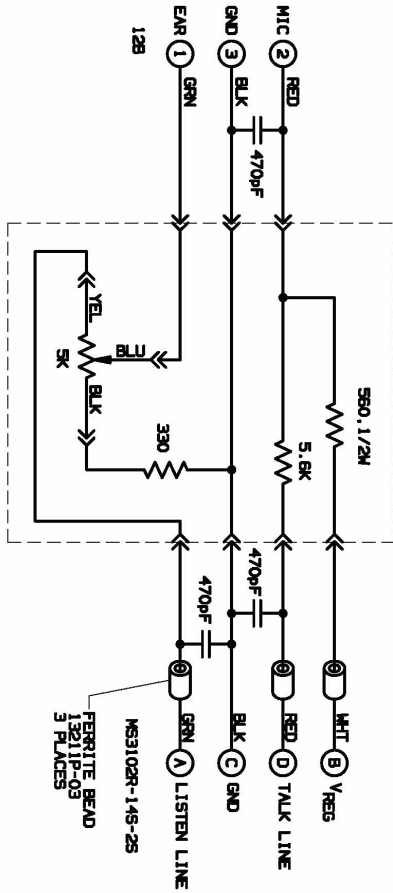 560,1/2W
WHT
B
VREG
MIC
2
RED
5.6K
RED
D
TALK LINE
470pF
470pF
GND
3
BLK
BLK
C
GND
330
470pF
EAR
1
GRN
BLU
GRN
A
LISTEN LINE
YEL
BLK
5K
12B
MS3102R-14S-2S
FERRITE BEAD
13211P-03
3 PLACES